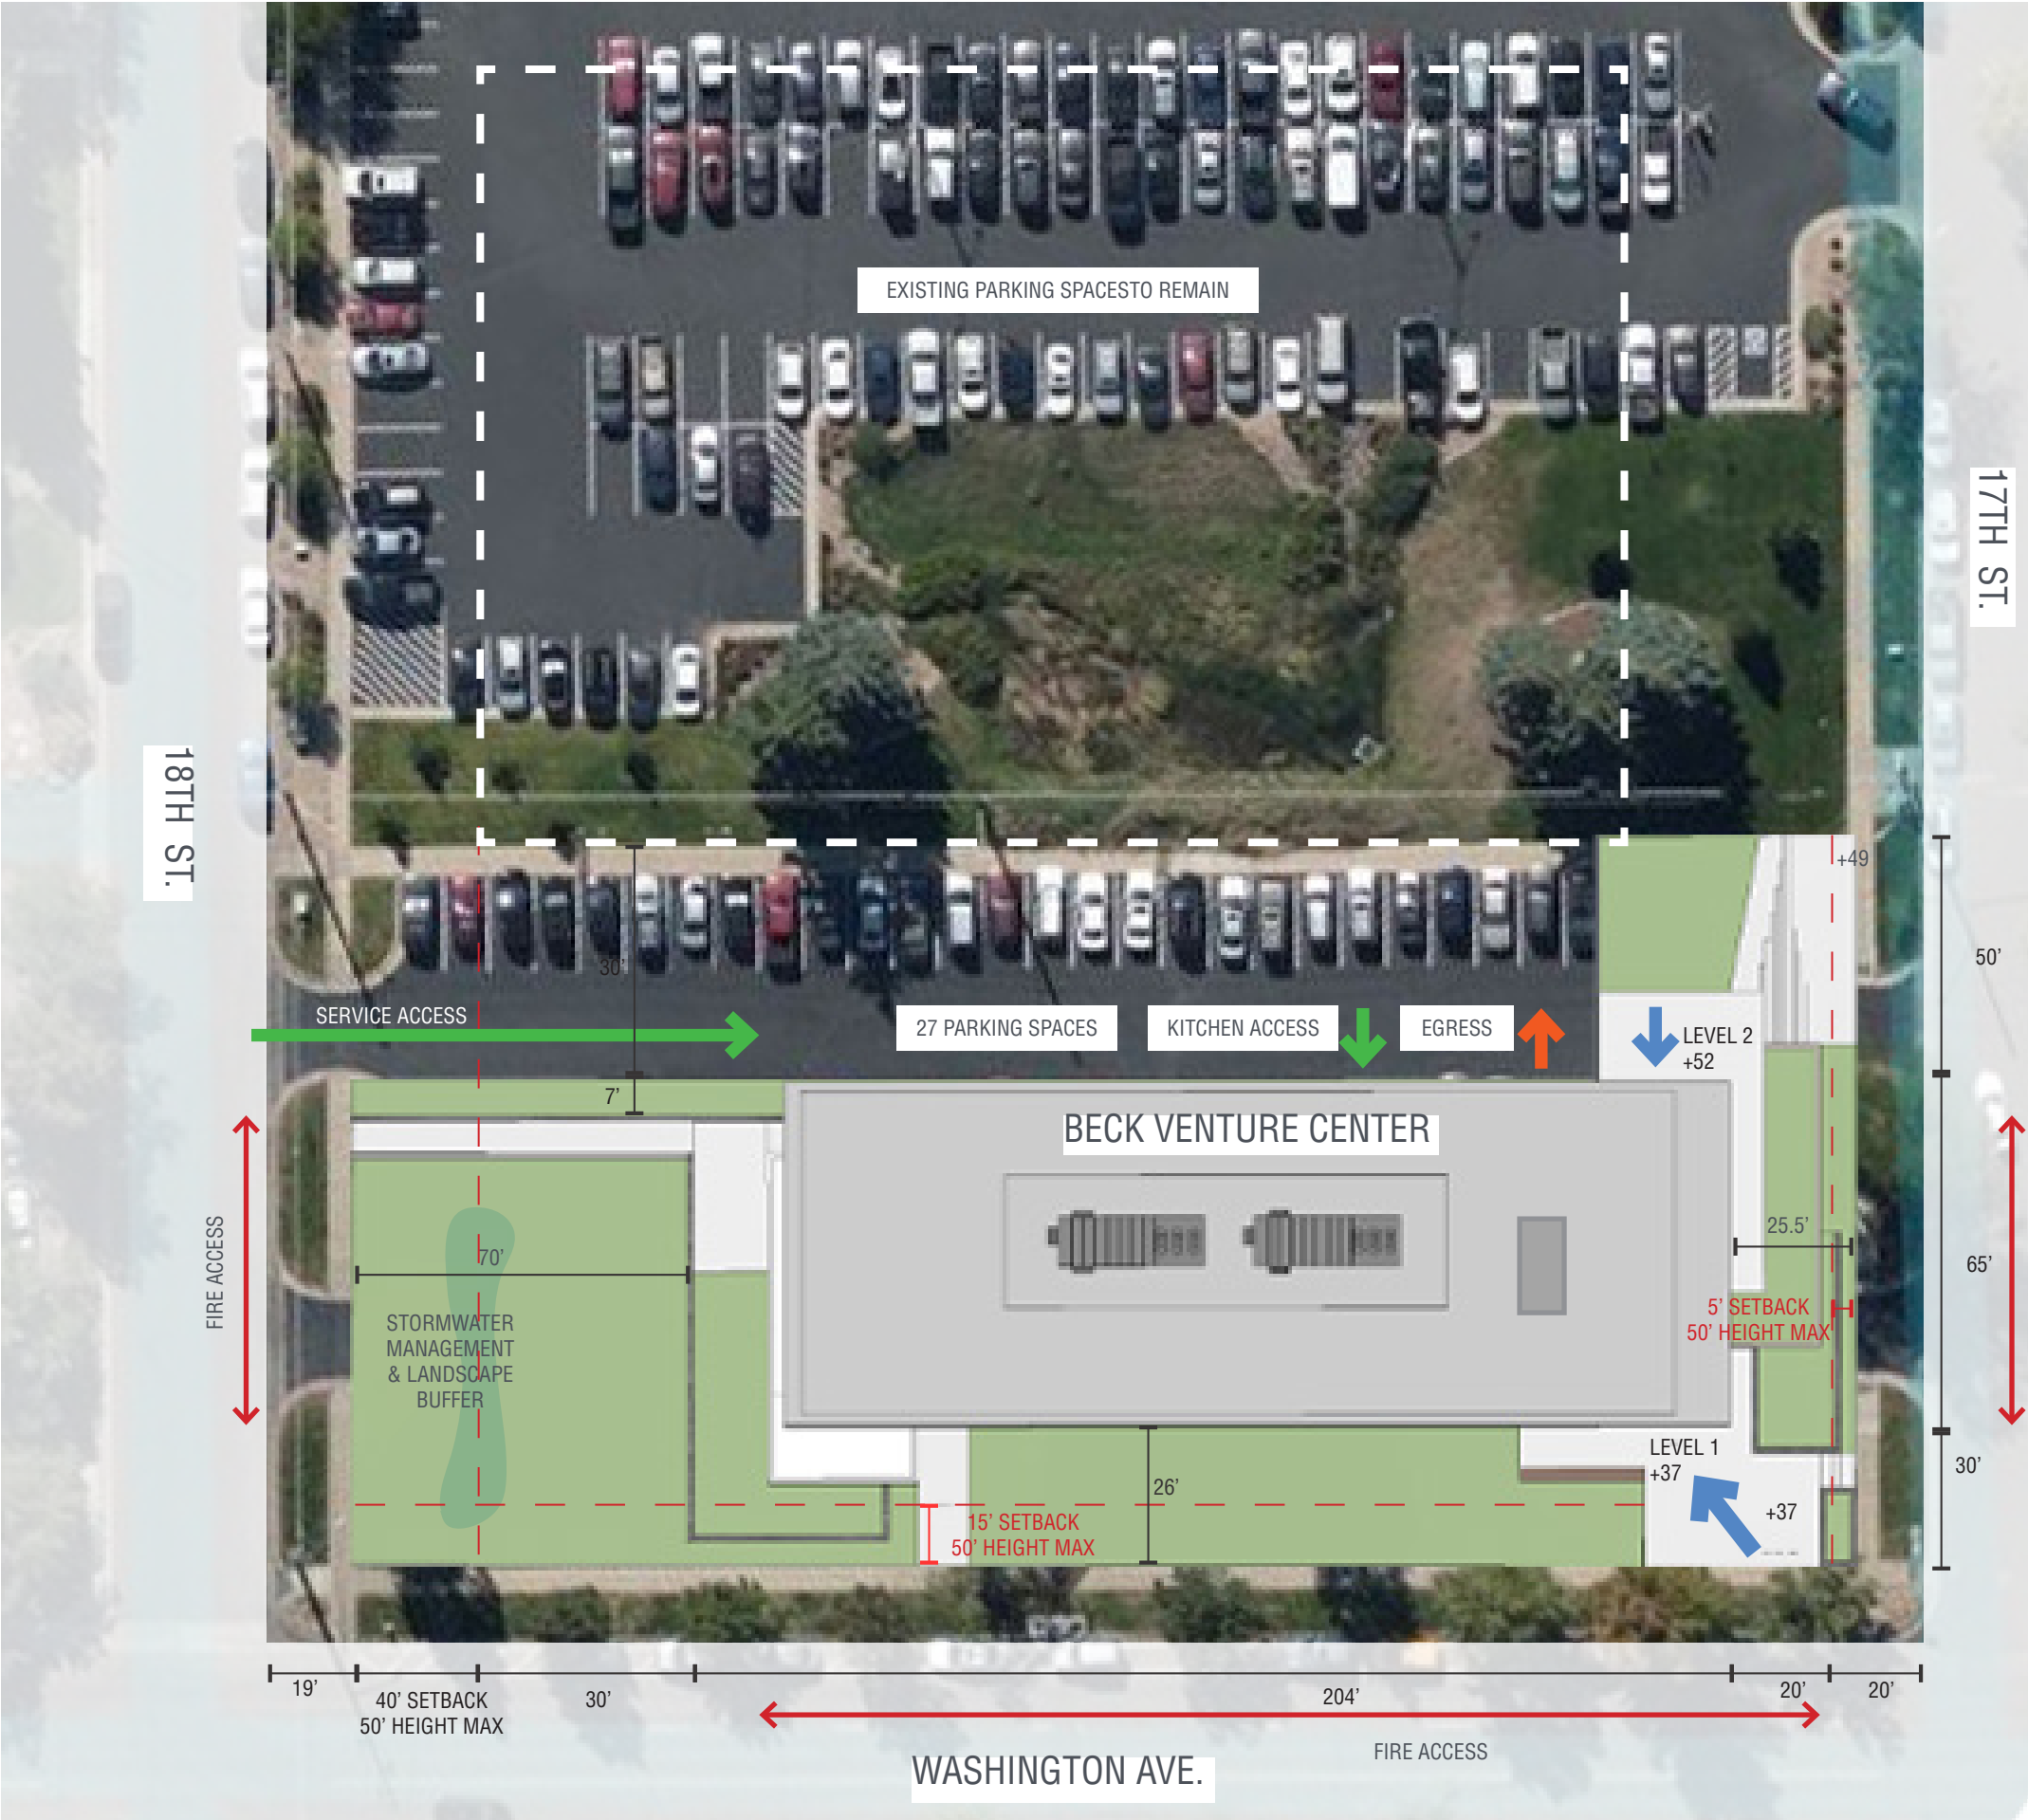 EXISTING PARKING SPACESTO REMAIN
17TH ST.
18TH ST.
+49
50'
30'
SERVICE ACCESS
27 PARKING SPACES
KITCHEN ACCESS
EGRESS
LEVEL 2
+52
7'
BECK VENTURE CENTER
FIRE ACCESS
70'
25.5'
65'
STORMWATER
MANAGEMENT
& LANDSCAPE
BUFFER
5' SETBACK
50' HEIGHT MAX
LEVEL 1
+37
30'
26'
+37
15' SETBACK
50' HEIGHT MAX
19'
40' SETBACK
50' HEIGHT MAX
30'
204'
20'
20'
FIRE ACCESS
WASHINGTON AVE.